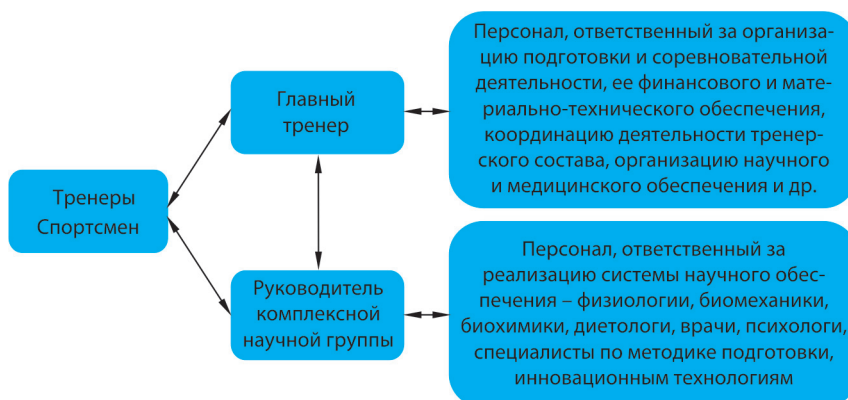 Тренеры
Спортсмен
Главный
тренер
Руководитель
комплексной
научной группы
Персонал, ответственный за организа-
цию подготовки и соревновательной
деятельности, ее финансового и мате-
риально-технического обеспечения,
координацию деятельности тренер-
ского состава, организацию научного
и медицинского обеспечения и др.
Персонал, ответственный за
реализацию системы научного обес-
печения – физиологии, биомеханики,
биохимики, диетологи, врачи, психологи,
специалисты по методике подготовки,
инновационным технологиям